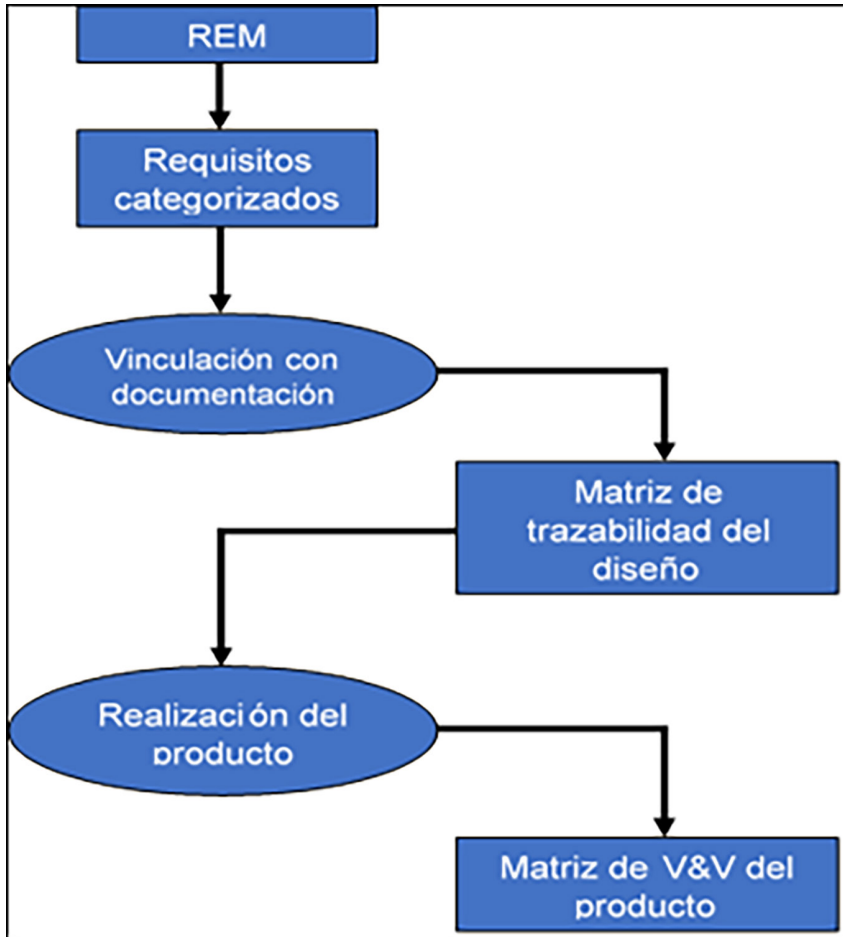 REM
Requisitos
categorizados
Vinculación con
documentación
Matriz de
trazabilidad del
diseño
Realización del
producto
Matriz de V&V del
producto